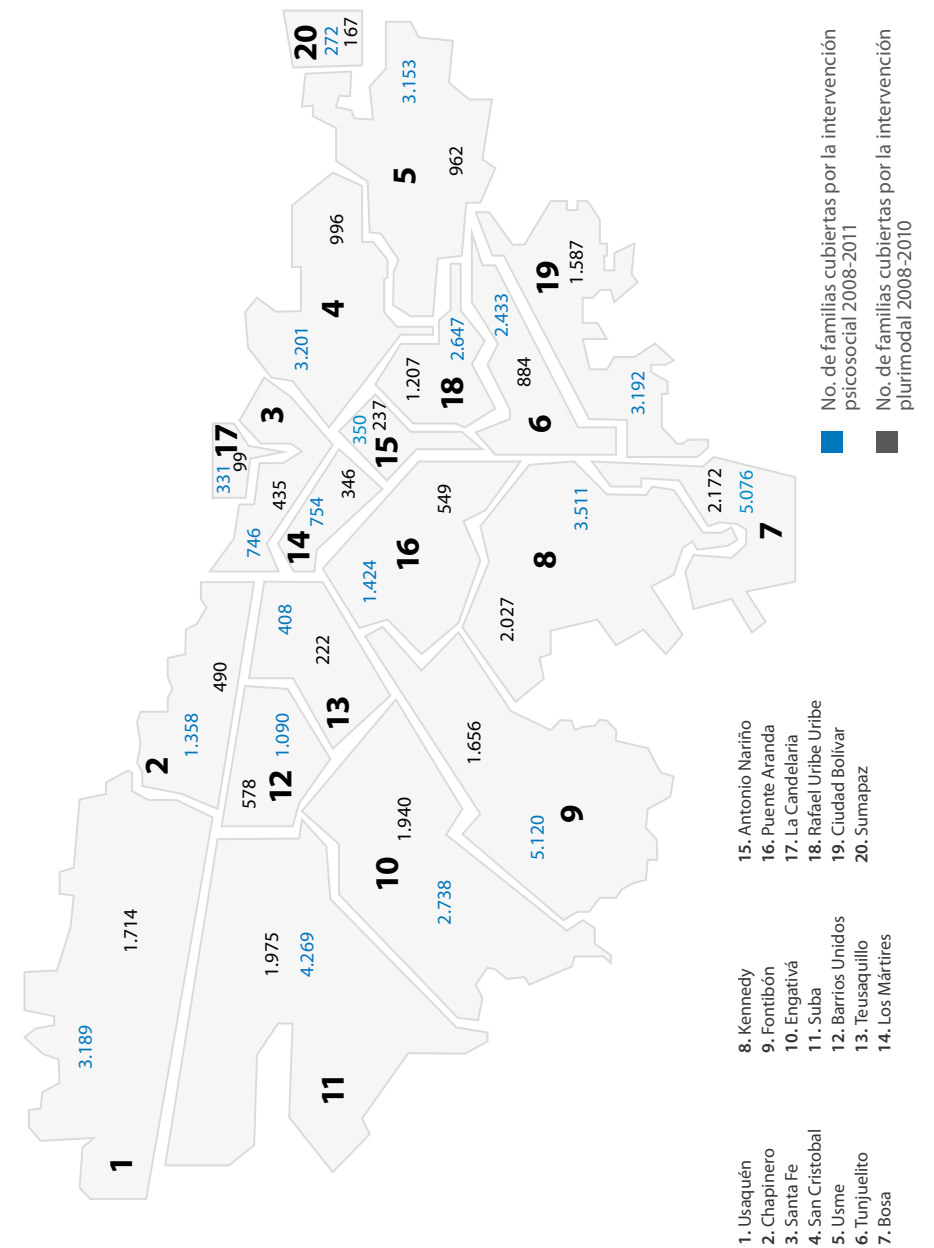 1
3.189
1.714
2
1.358
490
3
746
435
4
3.201
996
5
3.153
962
6
2.433
884
7
2.172
5.076
8
3.511
2.027
9
5.120
1.656
10
2.738
1.940
11
1.975
4.269
12
578
1.090
13
408
222
14
754
346
15
350
237
16
1.424
549
17
331
99
18
1.207
2.647
19
1.587
3.192
20
272
167
1. Usaquén
2. Chapinero
3. Santa Fe
4. San Cristobal
5. Usme
6. Tunjuelito
7. Bosa
8. Kennedy
9. Fontibón
10. Engativá
11. Suba
12. Barrios Unidos
13. Teusaquillo
14. Los Mártires
15. Antonio Nariño
16. Puente Aranda
17. La Candelaria
18. Rafael Uribe Uribe
19. Ciudad Bolívar
20. Sumapaz
No. de familias cubiertas por la intervención
psicosocial 2008-2011
No. de familias cubiertas por la intervención
plurimodal 2008-2010